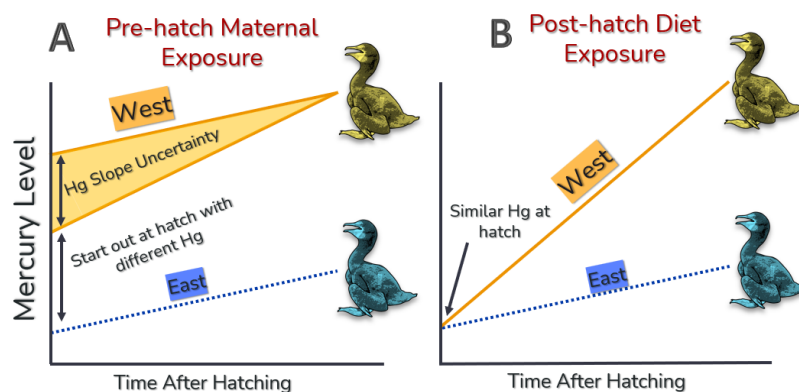 A
Pre-hatch Maternal
Exposure
West
Hg Slope Uncertainty
Start out at hatch with
different Hg
East
Mercury Level
Time After Hatching
B
Post-hatch Diet
Exposure
West
Similar Hg at
hatch
East
Time After Hatching